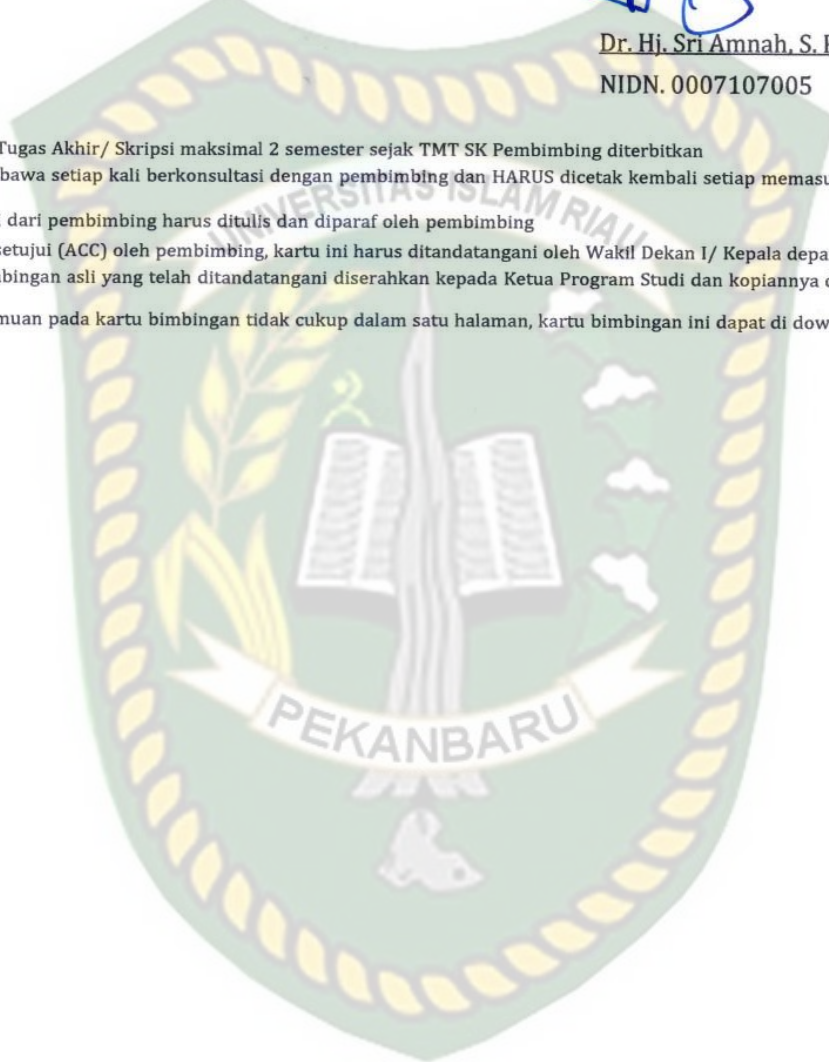 Dr. Hj. Sri Amnah, S.
NIDN. 0007107005
Tugas Akhir/ Skripsi maksimal 2 semester sejak TMT SK Pembimbing diterbitkan
bawa setiap kali berkonsultasi dengan pembimbing dan HARUS dicetak kembali setiap memasu
dari pembimbing harus ditulis dan diparaf oleh pembimbing
setujui (ACC) oleh pembimbing, kartu ini harus ditandatangani oleh Wakil Dekan I/ Kepala depa
bingan asli yang telah ditandatangani diserahkan kepada Ketua Program Studi dan kopiannya
muan pada kartu bimbingan tidak cukup dalam satu halaman, kartu bimbingan ini dapat di dow
UNIVERSITAS ISLAM RIAU
PEKANBARU